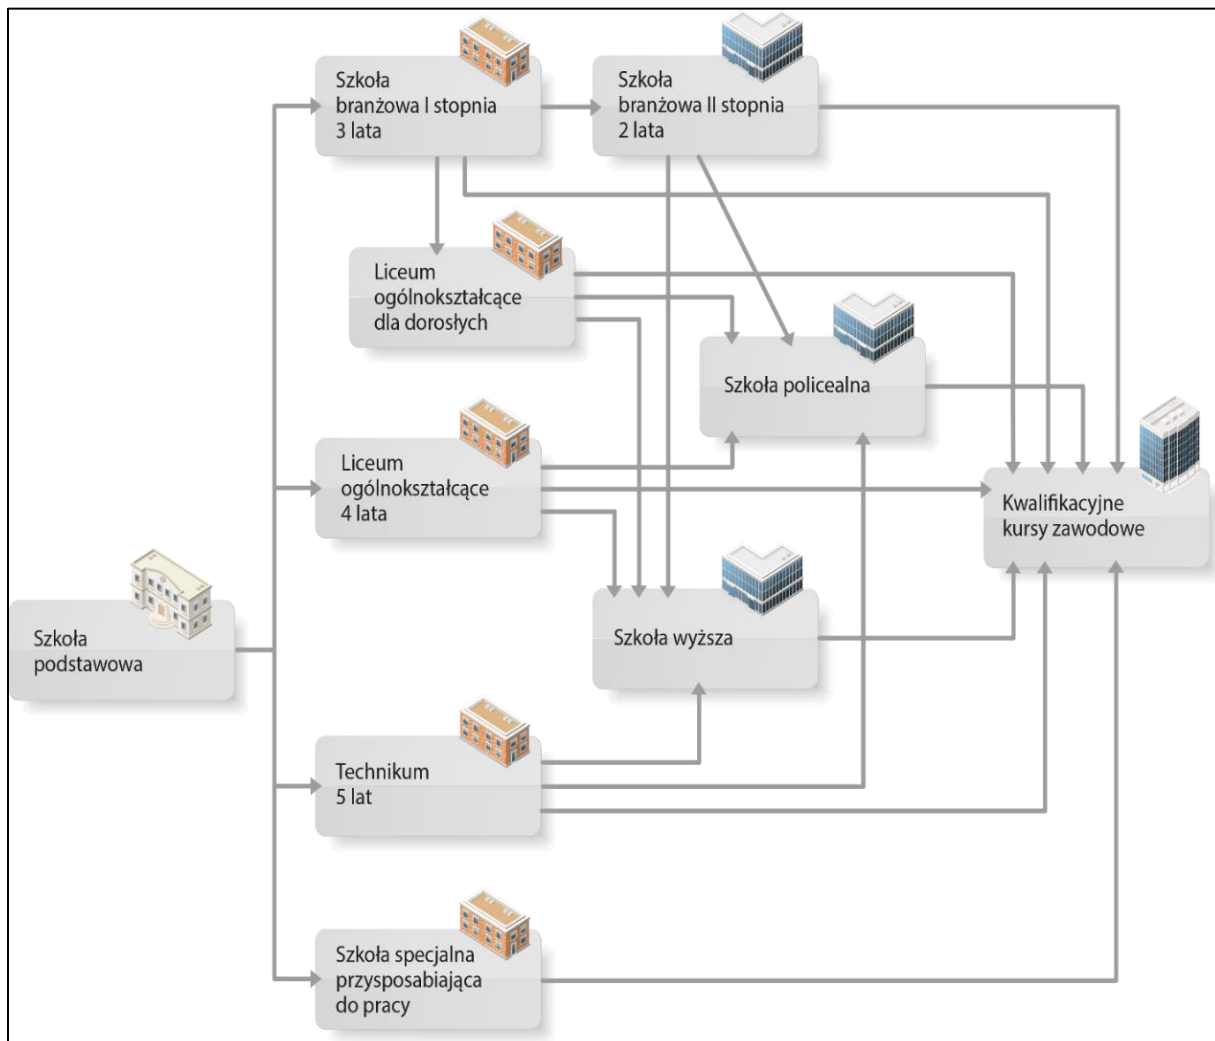 Szkoła
branżowa I stopnia
3 lata
Szkoła
branżowa II stopnia
2 lata
Liceum
ogólnokształcące
dla dorosłych
Szkoła policealna
Liceum
ogólnokształcące
4 lata
Kwalifikacyjne
kursy zawodowe
Szkoła
podstawowa
Szkoła wyższa
Technikum
5 lat
Szkoła specjalna
przysposabiająca
do pracy